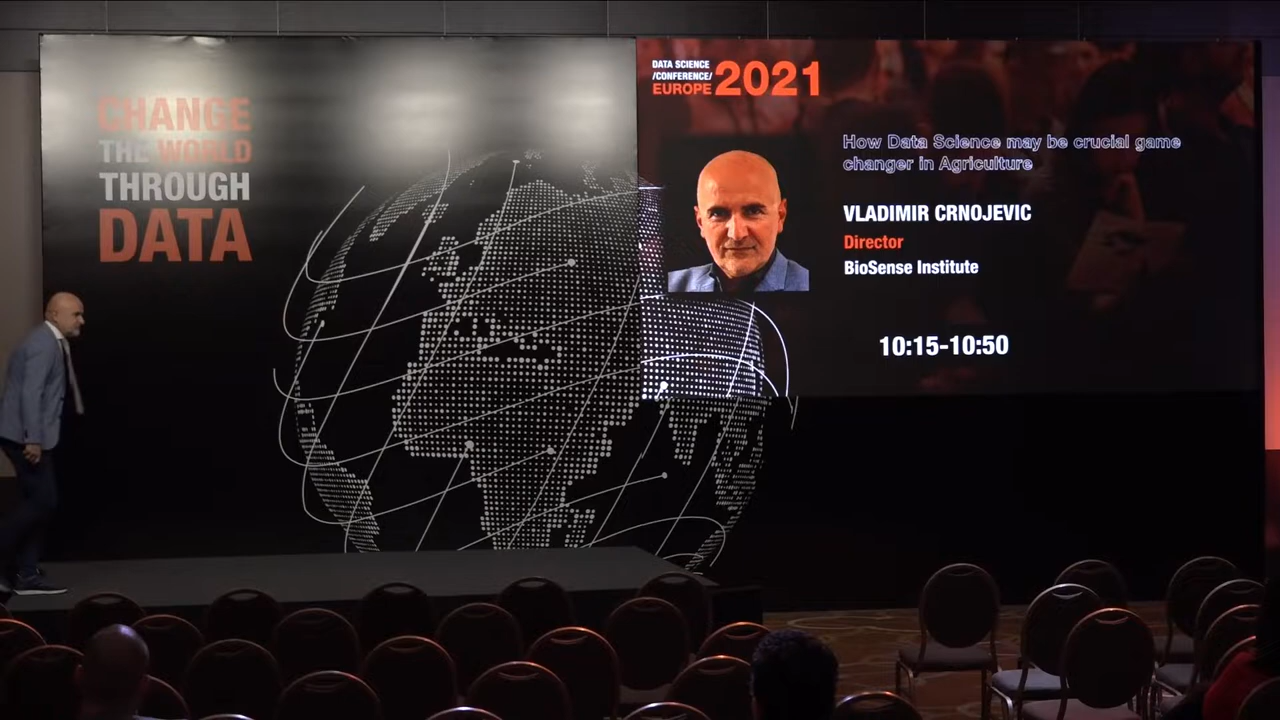 CHANGE
THE WORLD
THROUGH
DATA
DATA SCIENCE
/CONFERENCE/
EUROPE 2021
How Data Science may be crucial game
changer in Agriculture
VLADIMIR CRNOJEVIC
Director
BioSense Institute
10:15-10:50